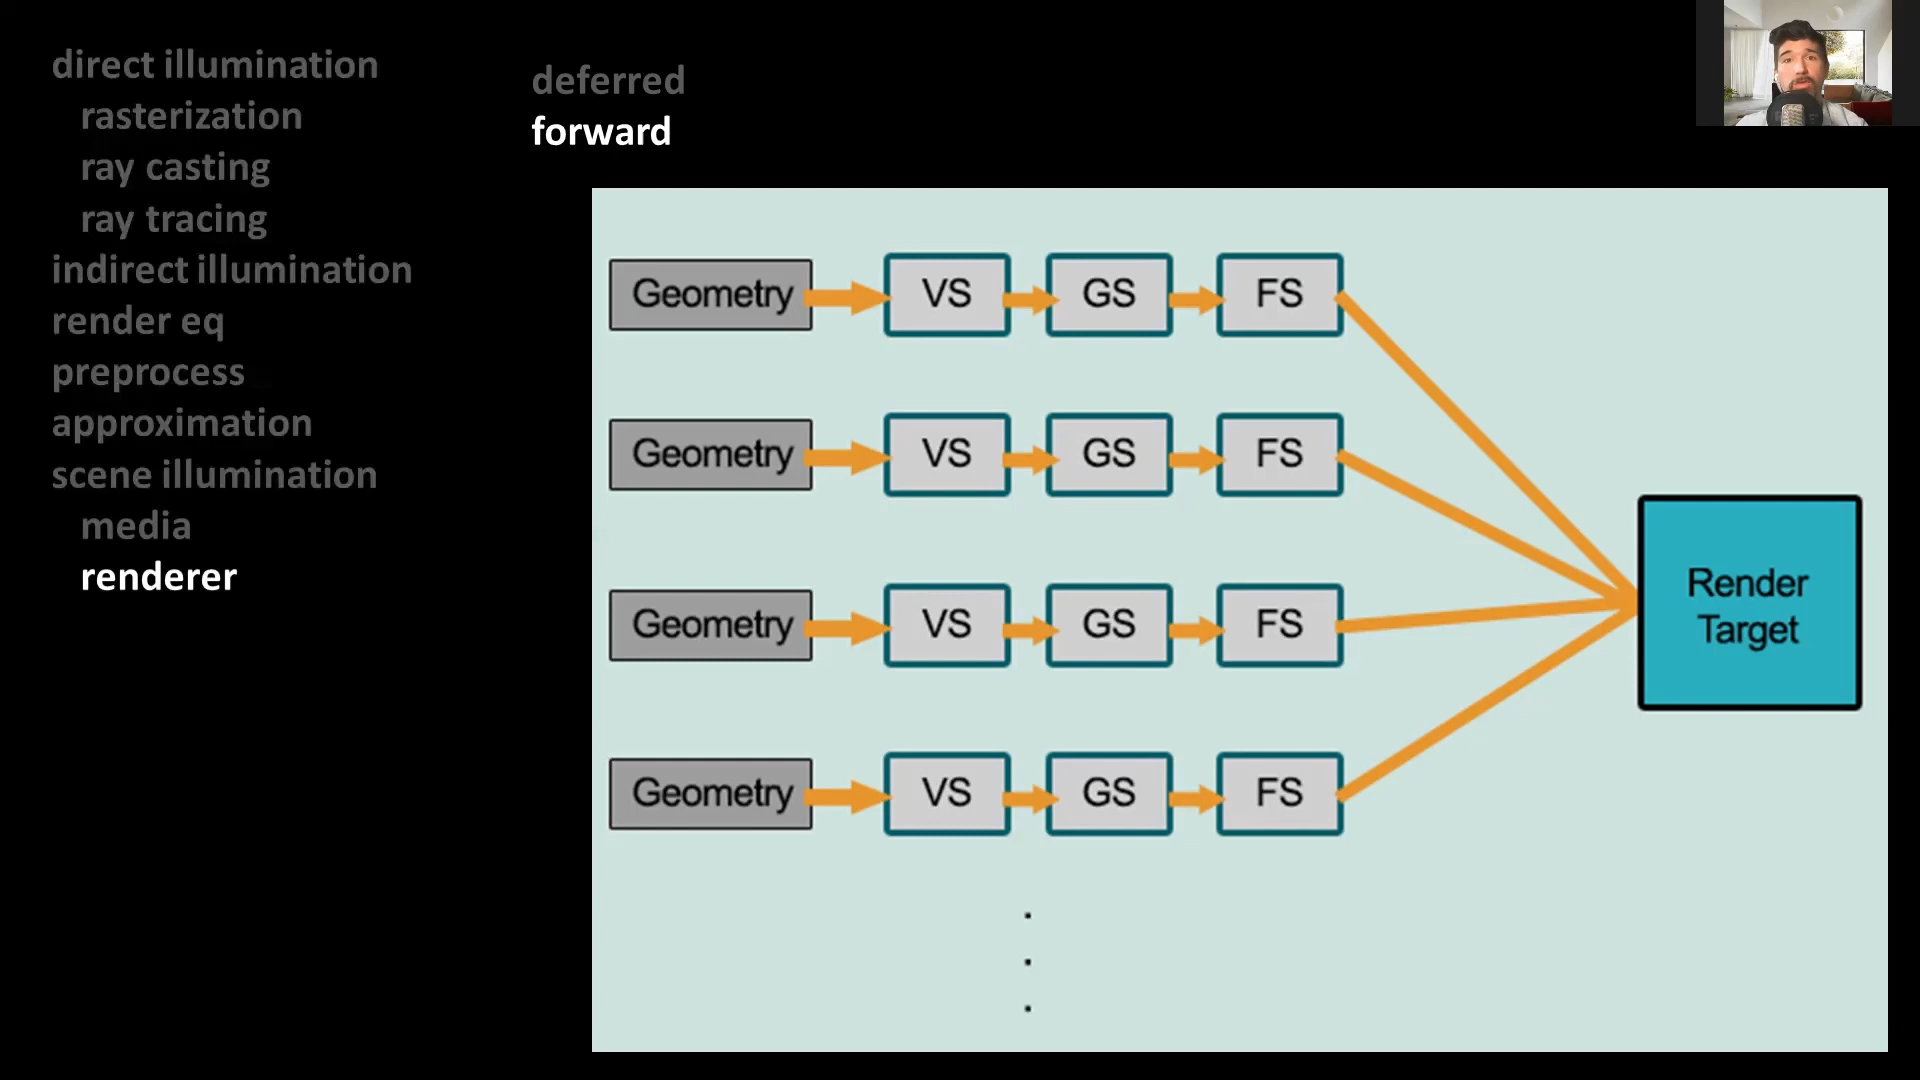 direct illumination
rasterization
ray casting
ray tracing
indirect illumination
render eq
preprocess
approximation
scene illumination
media
renderer
deferred
forward
Geometry VS GS FS
Geometry VS GS FS
Geometry VS GS FS
Geometry VS GS FS
Render
Target